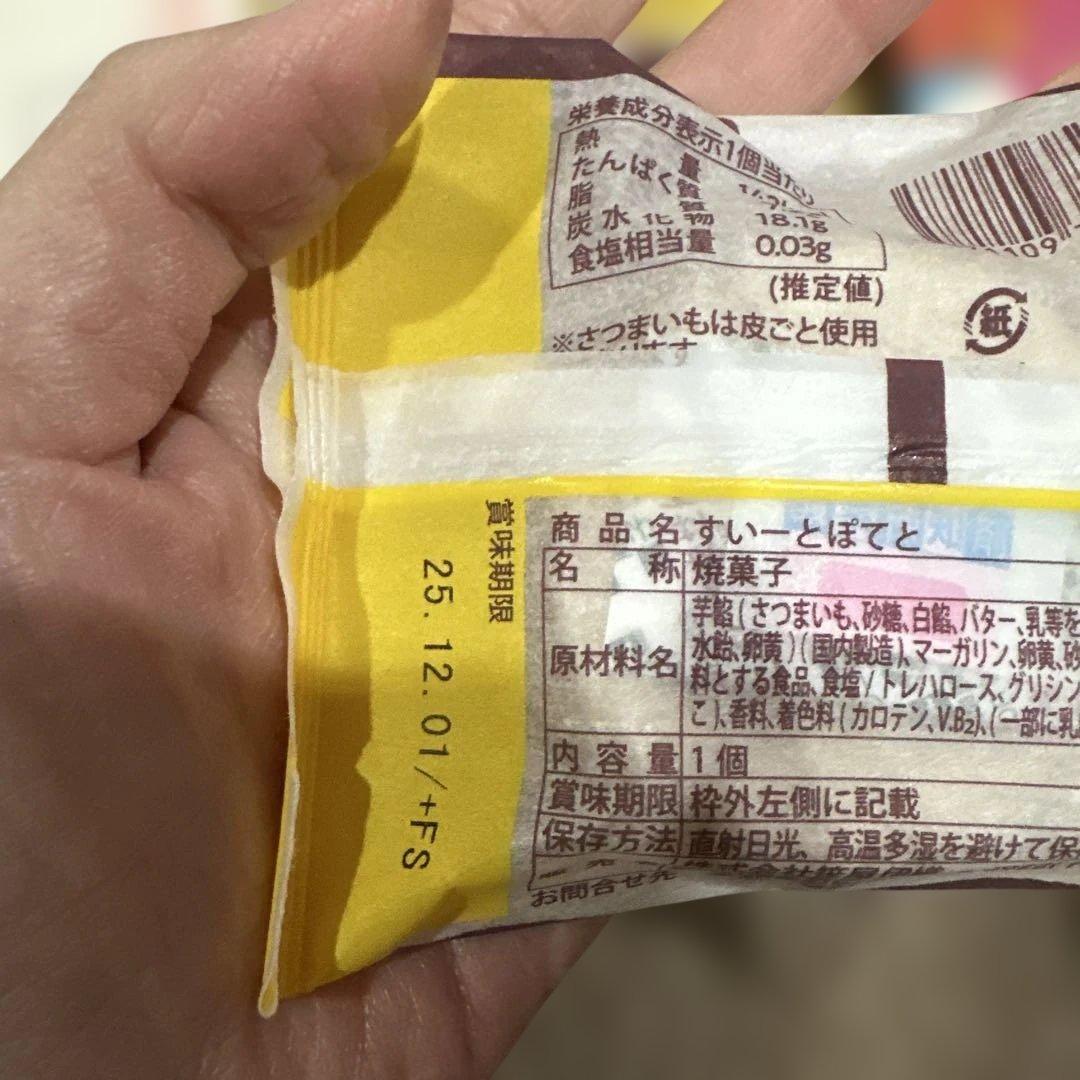 栄養成分表示1個当たり
熱量
たんぱく質
脂質
炭水化物 18.1g
食塩相当量 0.03g
(推定値)
※さつまいもは皮ごと使用
紙
賞味期限
25.12.01/+FS
商品名 すいーとぽてと
名称 焼菓子
原材料名 芋餡(さつまいも、砂糖、白餡、バター、乳等を
水飴、卵黄)(国内製造)、マーガリン、卵黄、砂
料とする食品、食塩/トレハロース、グリシン
こ)、香料、着色料(カロテン、V.B₂)、(一部に乳
内容量 1個
賞味期限 枠外左側に記載
保存方法 直射日光、高温多湿を避けて保
お問合せ先